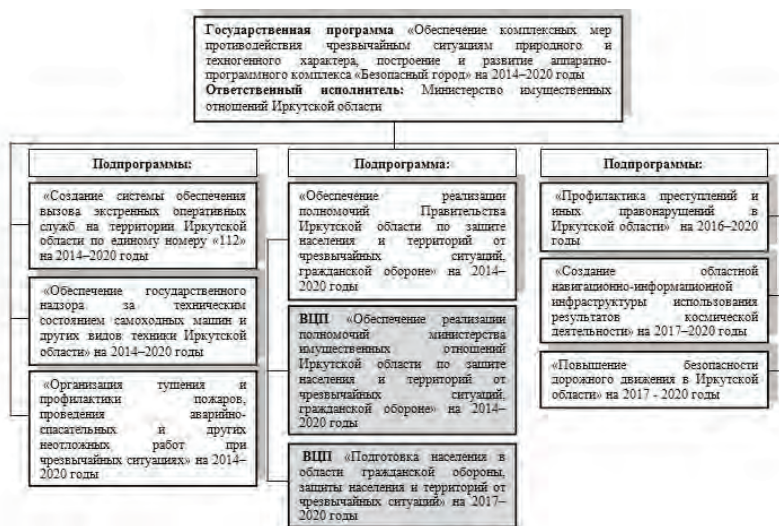 Государственная программа «Обеспечение комплексных мер
противодействия чрезвычайным ситуациям природного и
техногенного характера, построение и развитие аппаратно-
программного комплекса «Безопасный город» на 2014–2020 годы
Ответственный исполнитель: Министерство имущественных
отношений Иркутской области
Подпрограммы:
«Создание системы обеспечения
вызова экстренных оперативных
служб на территории Иркутской
области по единому номеру «112»
на 2014–2020 годы
«Обеспечение государственного
надзора за техническим
состоянием самоходных машин и
других видов техники Иркутской
области» на 2014–2020 годы
«Организация тушения и
профилактики пожаров,
проведения аварийно-
спасательных и других
неотложных работ при
чрезвычайных ситуациях» на 2014–
2020 годы
Подпрограмма:
«Обеспечение реализации
полномочий Правительства
Иркутской области по защите
населения и территорий от
чрезвычайных ситуаций,
гражданской обороне» на 2014–
2020 годы
ВЦП «Обеспечение реализации
полномочий министерства
имущественных отношений
Иркутской области по защите
населения и территорий от
чрезвычайных ситуаций,
гражданской обороне» на 2014–
2020 годы
ВЦП «Подготовка населения в
области гражданской обороны,
защиты населения и территорий от
чрезвычайных ситуаций» на 2017–
2020 годы
Подпрограммы:
«Профилактика преступлений и
иных правонарушений в
Иркутской области» на 2016–2020
годы
«Создание областной
навигационно-информационной
инфраструктуры использования
результатов космической
деятельности» на 2017–2020 годы
«Повышение безопасности
дорожного движения в Иркутской
области» на 2017 - 2020 годы